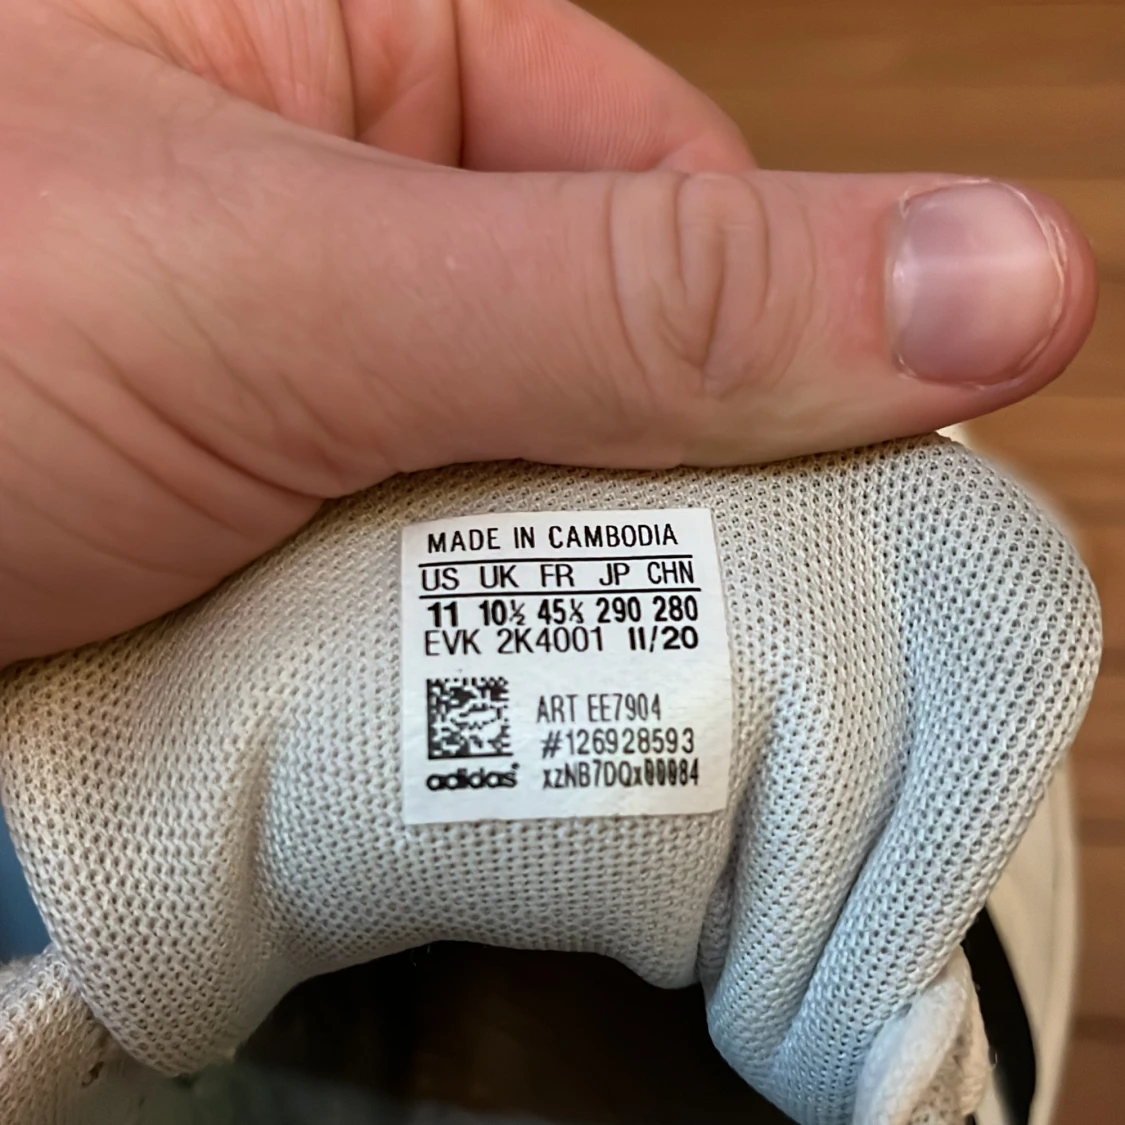 MADE IN CAMBODIA
US UK FR JP CHN
11 10½ 45⅓ 290 280
EVK 2K4001 11/20
ART EE7904
#126928593
adidas xzNB7DQx00084